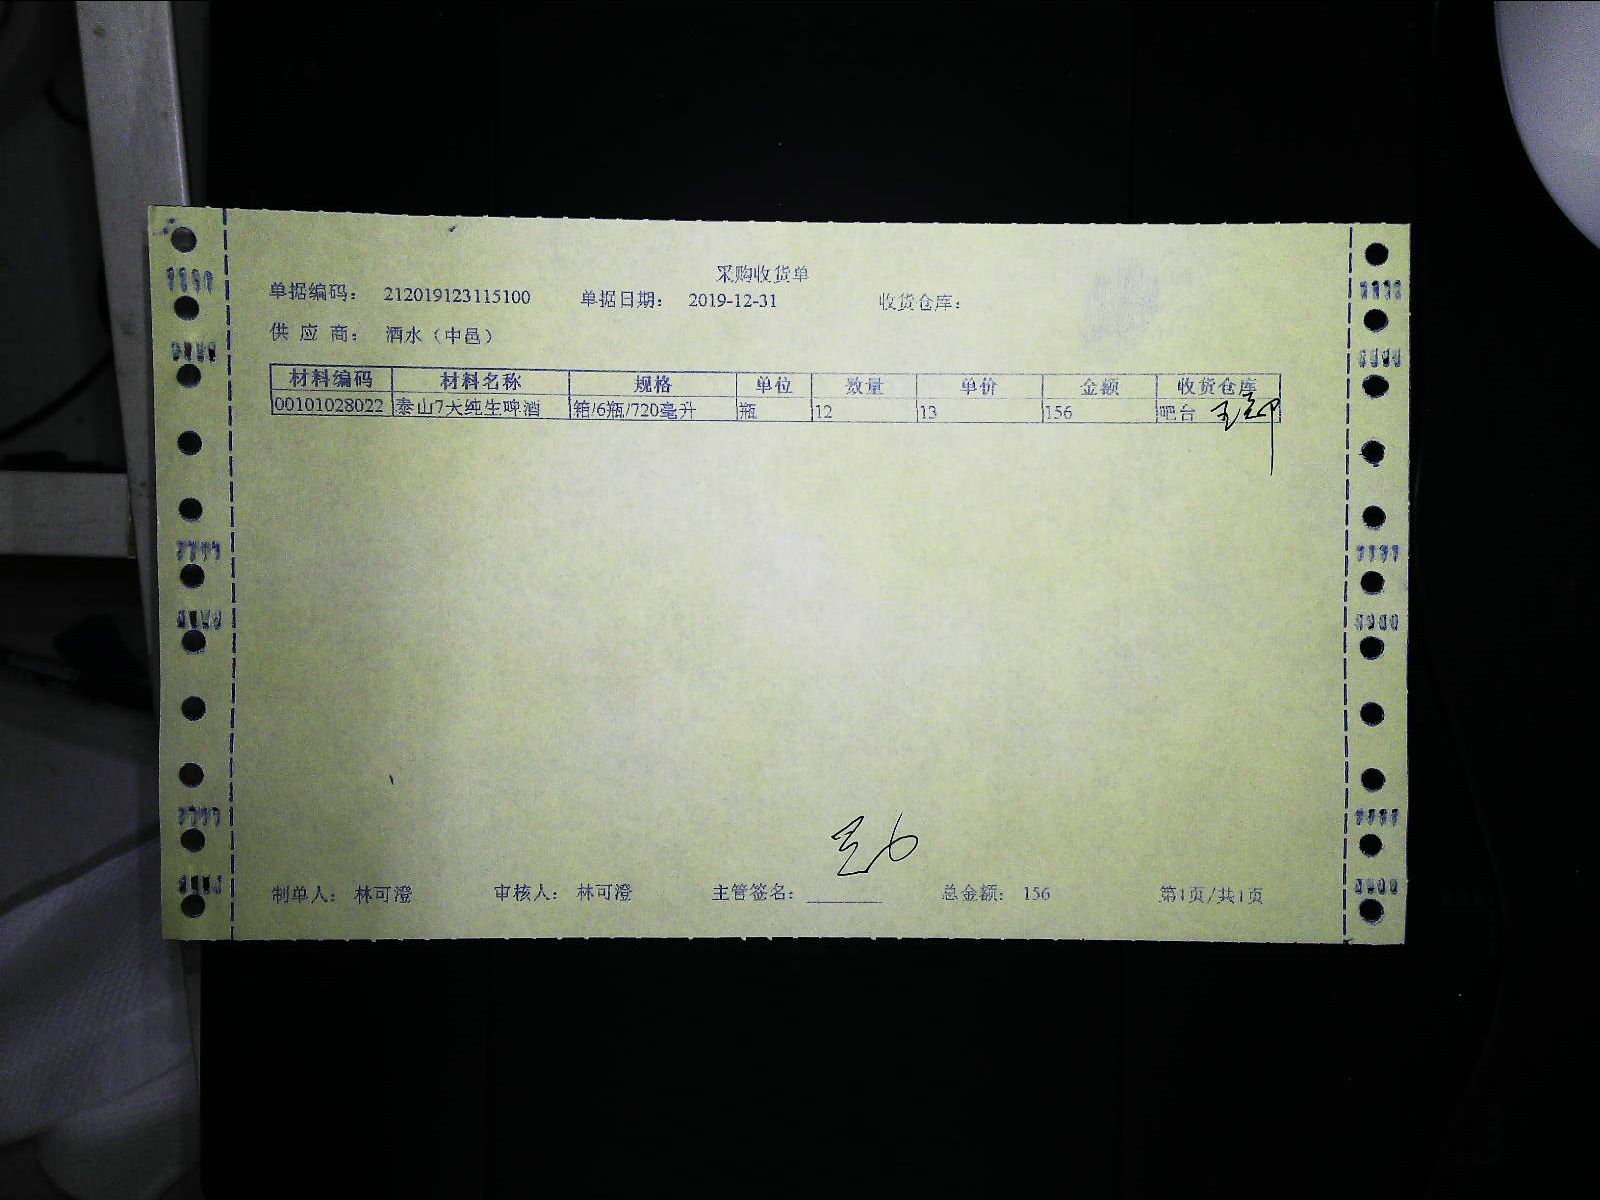 采购收货单
单据编码： 212019123115100 单据日期： 2019-12-31 收货仓库：
供 应 商： 酒水（中邑）
材料编码 材料名称 规格 单位 数量 单价 金额 收货仓库
00101028022 泰山7天纯生啤酒 箱/6瓶/720毫升 瓶 12 13 156 吧台
制单人： 林可澄 审核人： 林可澄 主管签名： 总金额： 156 第1页/共1页